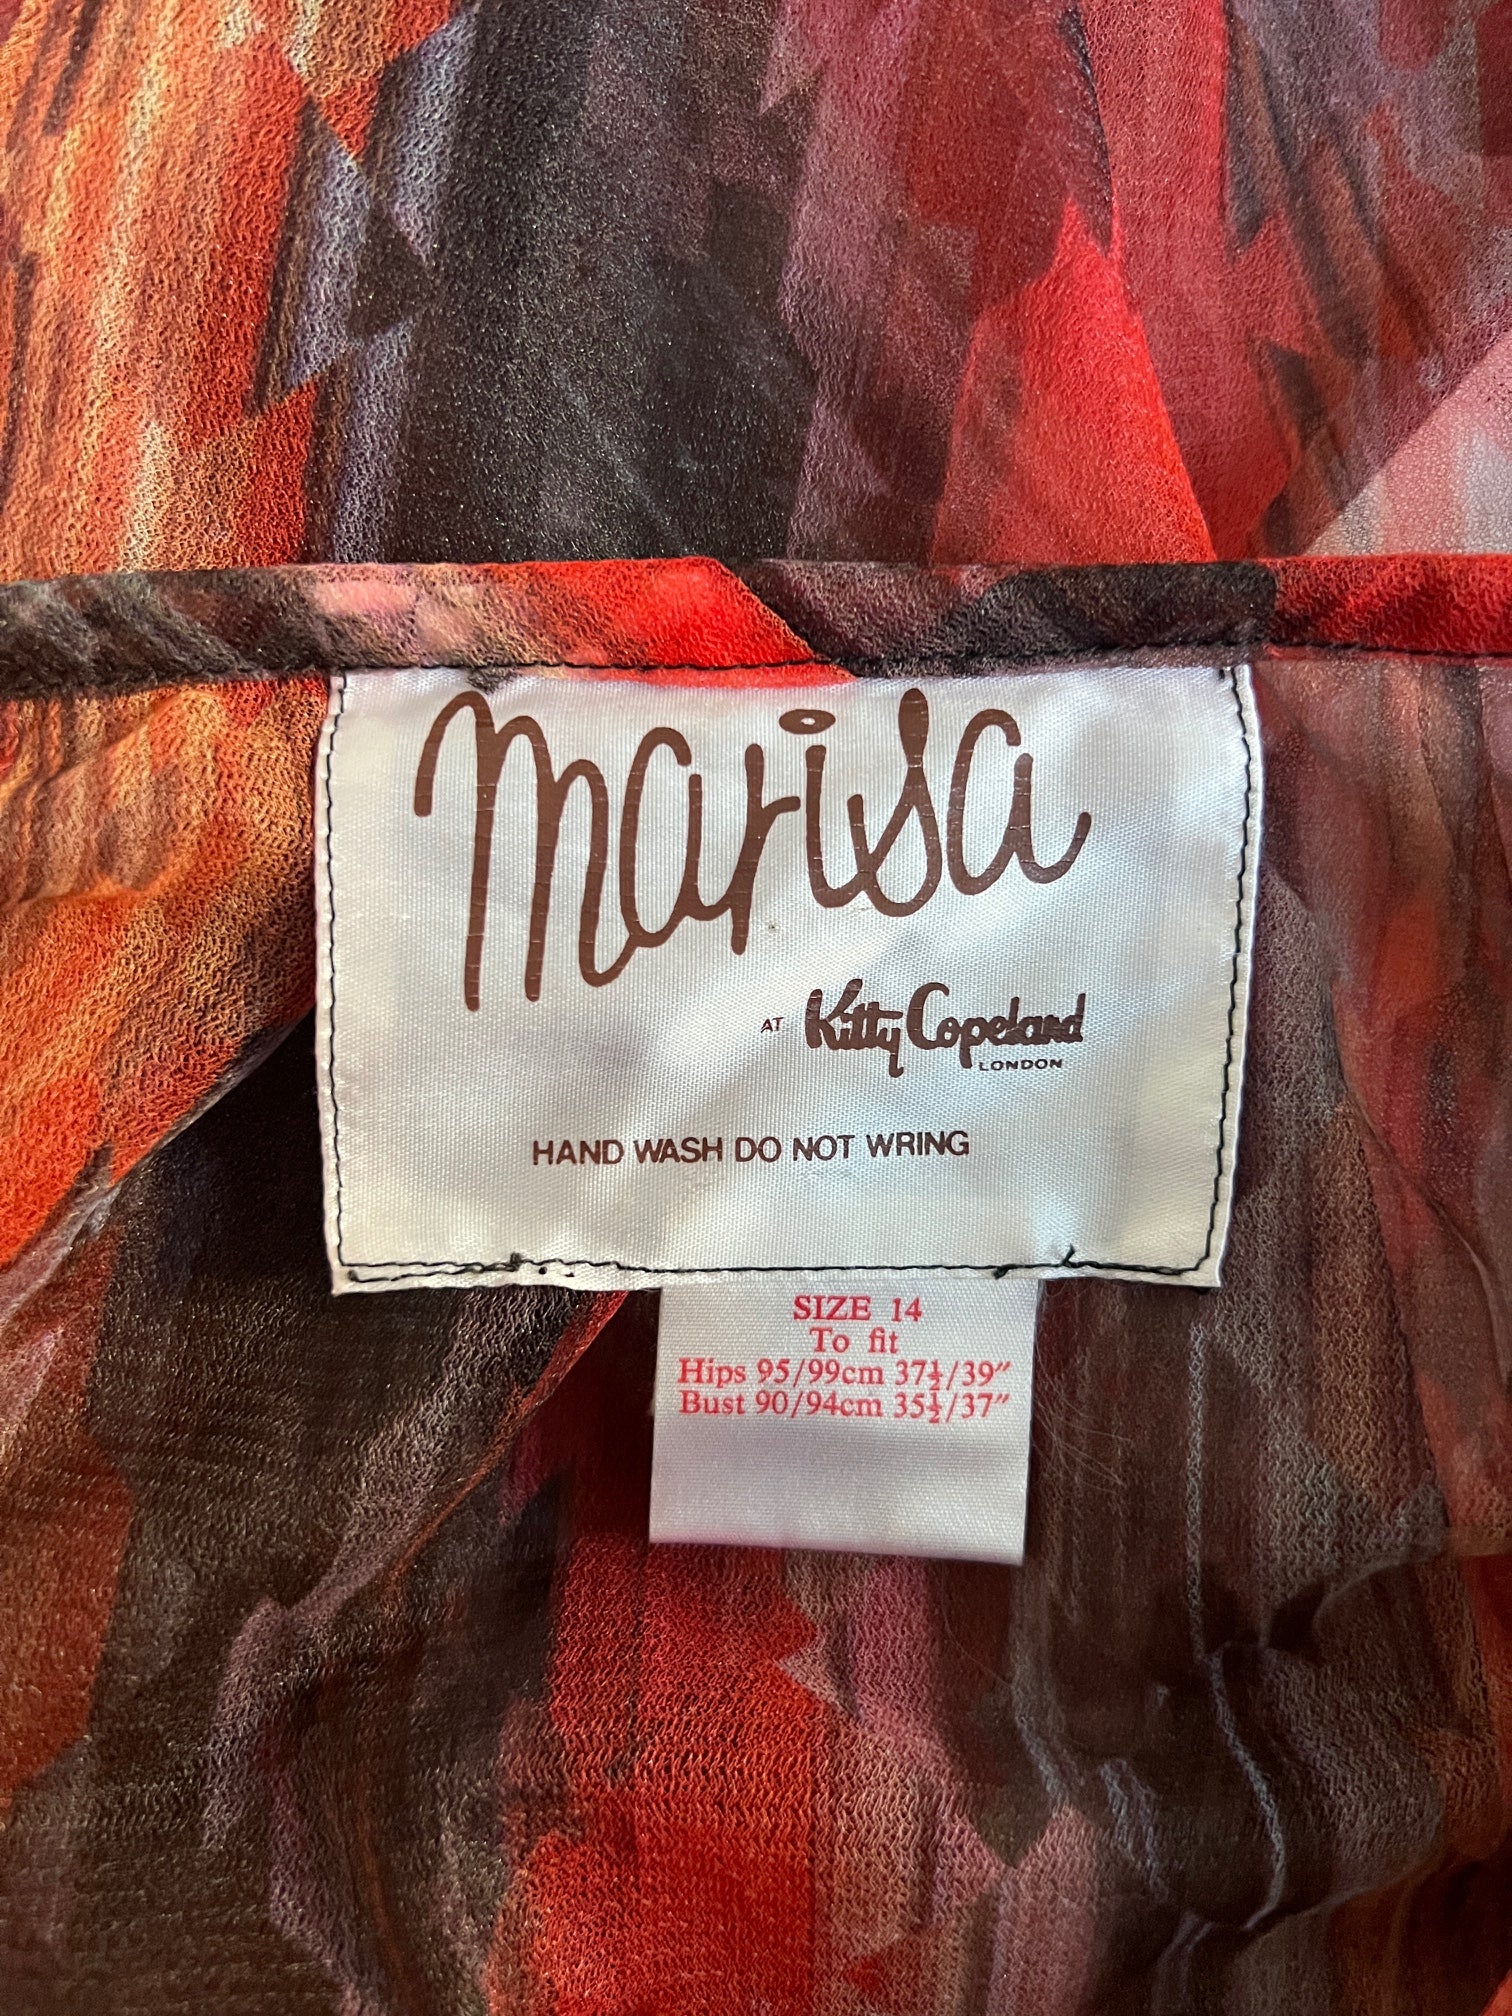 marisa
AT Kitty Copeland
LONDON
HAND WASH DO NOT WRING
SIZE 14
To fit
Hips 95/99cm 37½/39"
Bust 90/94cm 35½/37"